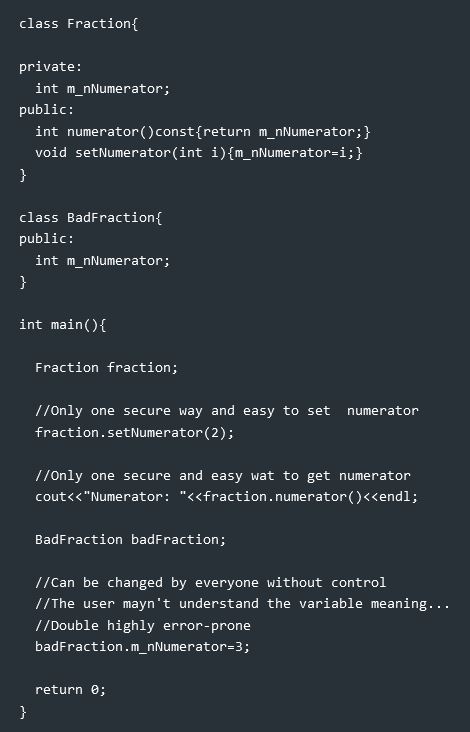 class Fraction{
private:
int m_nNumerator;
public:
int numerator()const{return m_nNumerator;}
void setNumerator(int i){m_nNumerator=i;}
}
class BadFraction{
public:
int m_nNumerator;
}
int main(){
Fraction fraction;
//Only one secure way and easy to set  numerator
fraction.setNumerator(2);
//Only one secure and easy wat to get numerator
cout<<"Numerator: "<<fraction.numerator()<<endl;
BadFraction badFraction;
//Can be changed by everyone without control
//The user mayn't understand the variable meaning...
//Double highly error-prone
badFraction.m_nNumerator=3;
return 0;
}